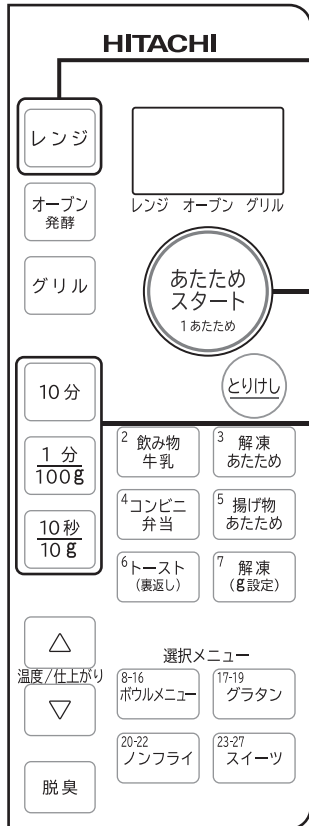 HITACHI
レンジ
レンジ オーブン グリル
オーブン
発酵
グリル
あたため
スタート
1あたため
とりけし
10分
1分
100g
10秒
10g
2 飲み物
牛乳
3 解凍
あたため
4コンビニ
弁当
5 揚げ物
あたため
6トースト
(裏返し)
7 解凍
(g設定)
△
温度/仕上がり
▽
脱臭
選択メニュー
8-16
ボウルメニュー
17-19
グラタン
20-22
ノンフライ
23-27
スイーツ